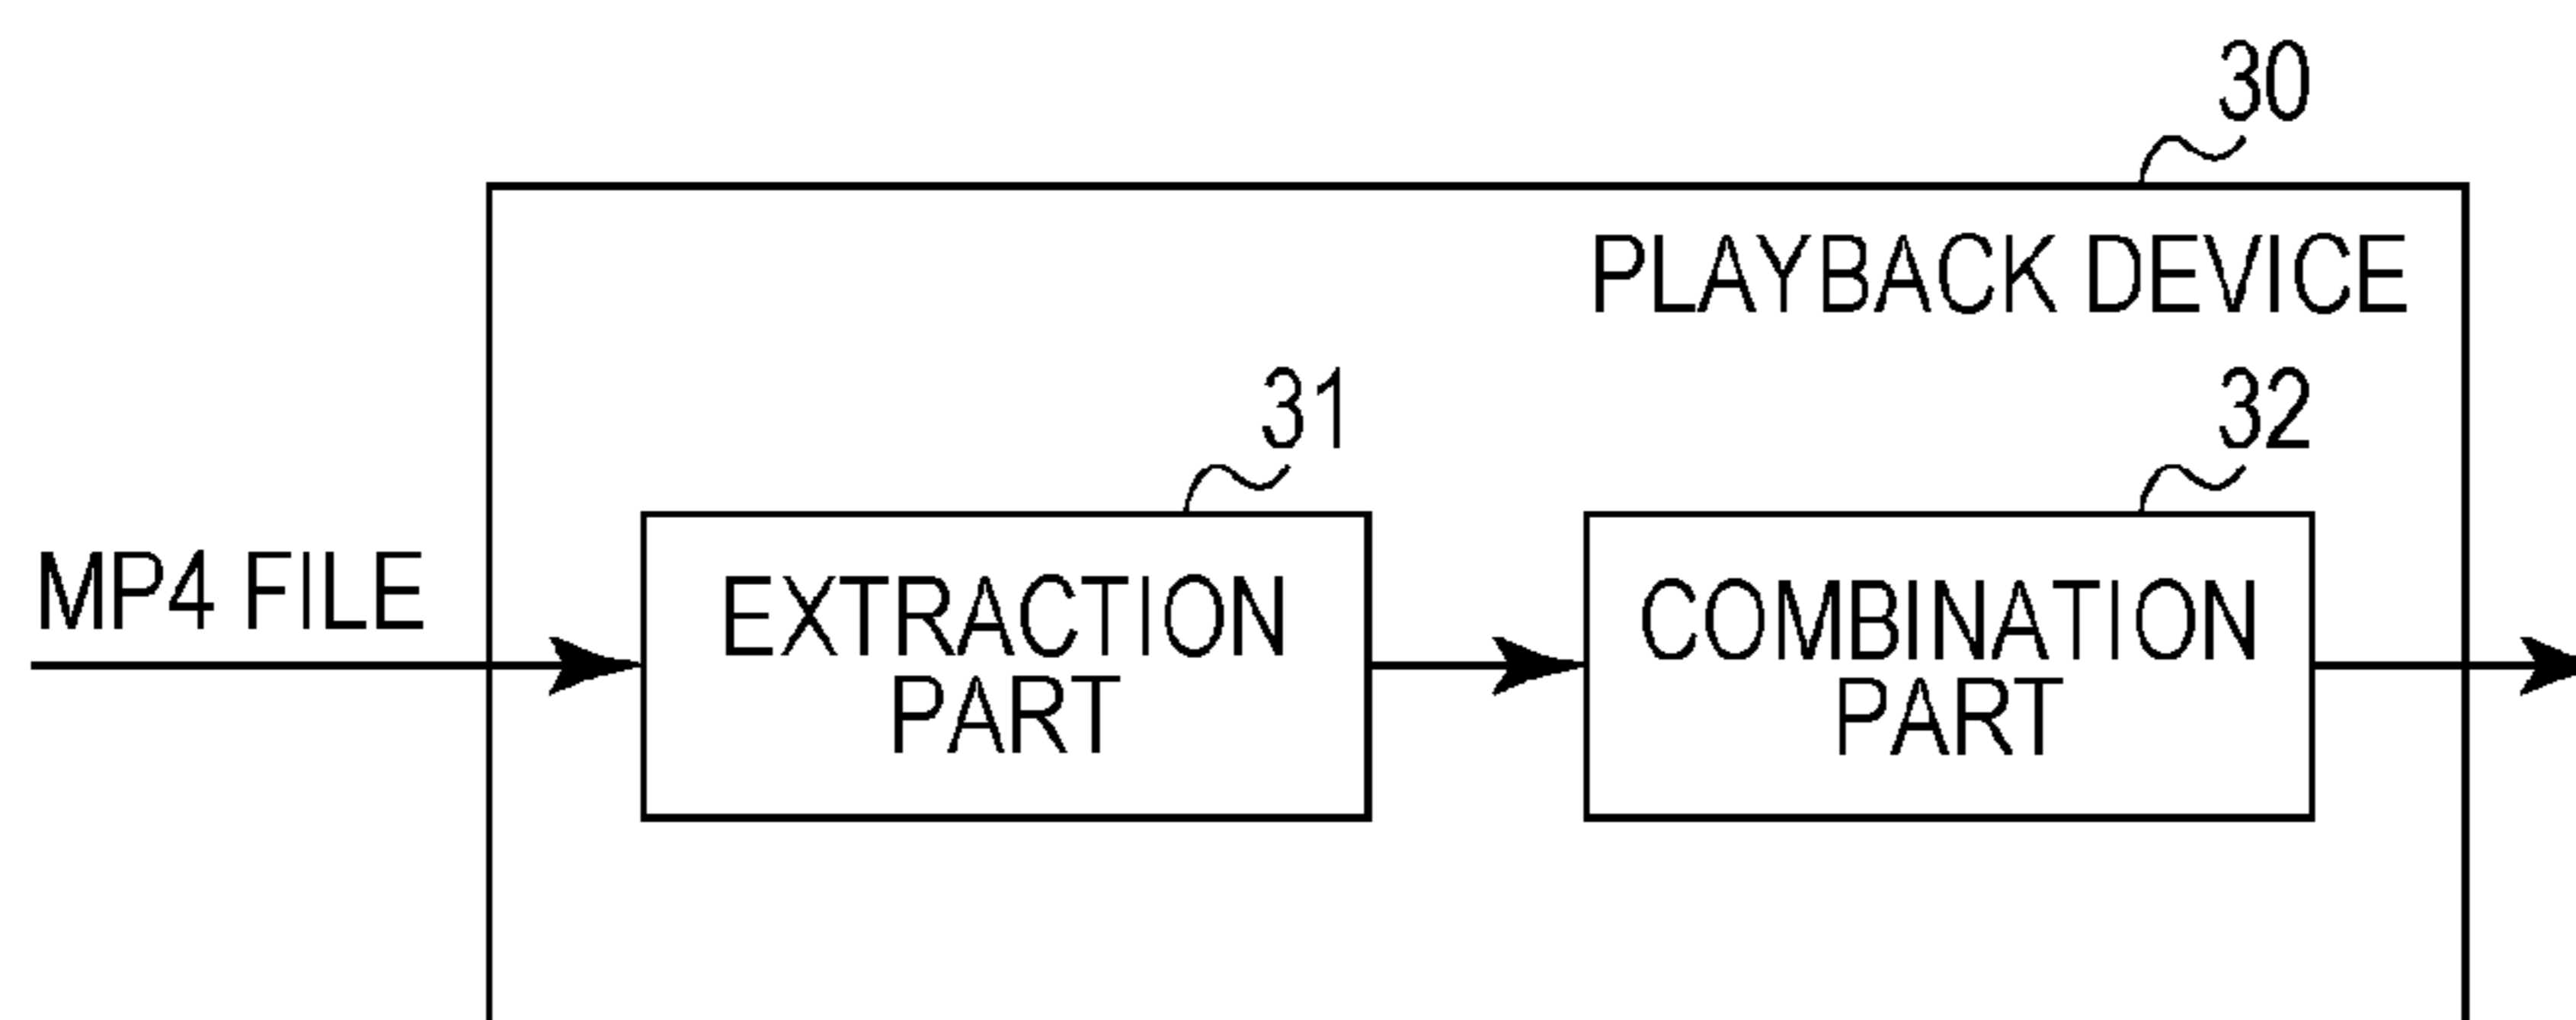 30
PLAYBACK DEVICE
31
32
MP4 FILE
EXTRACTION
PART
COMBINATION
PART